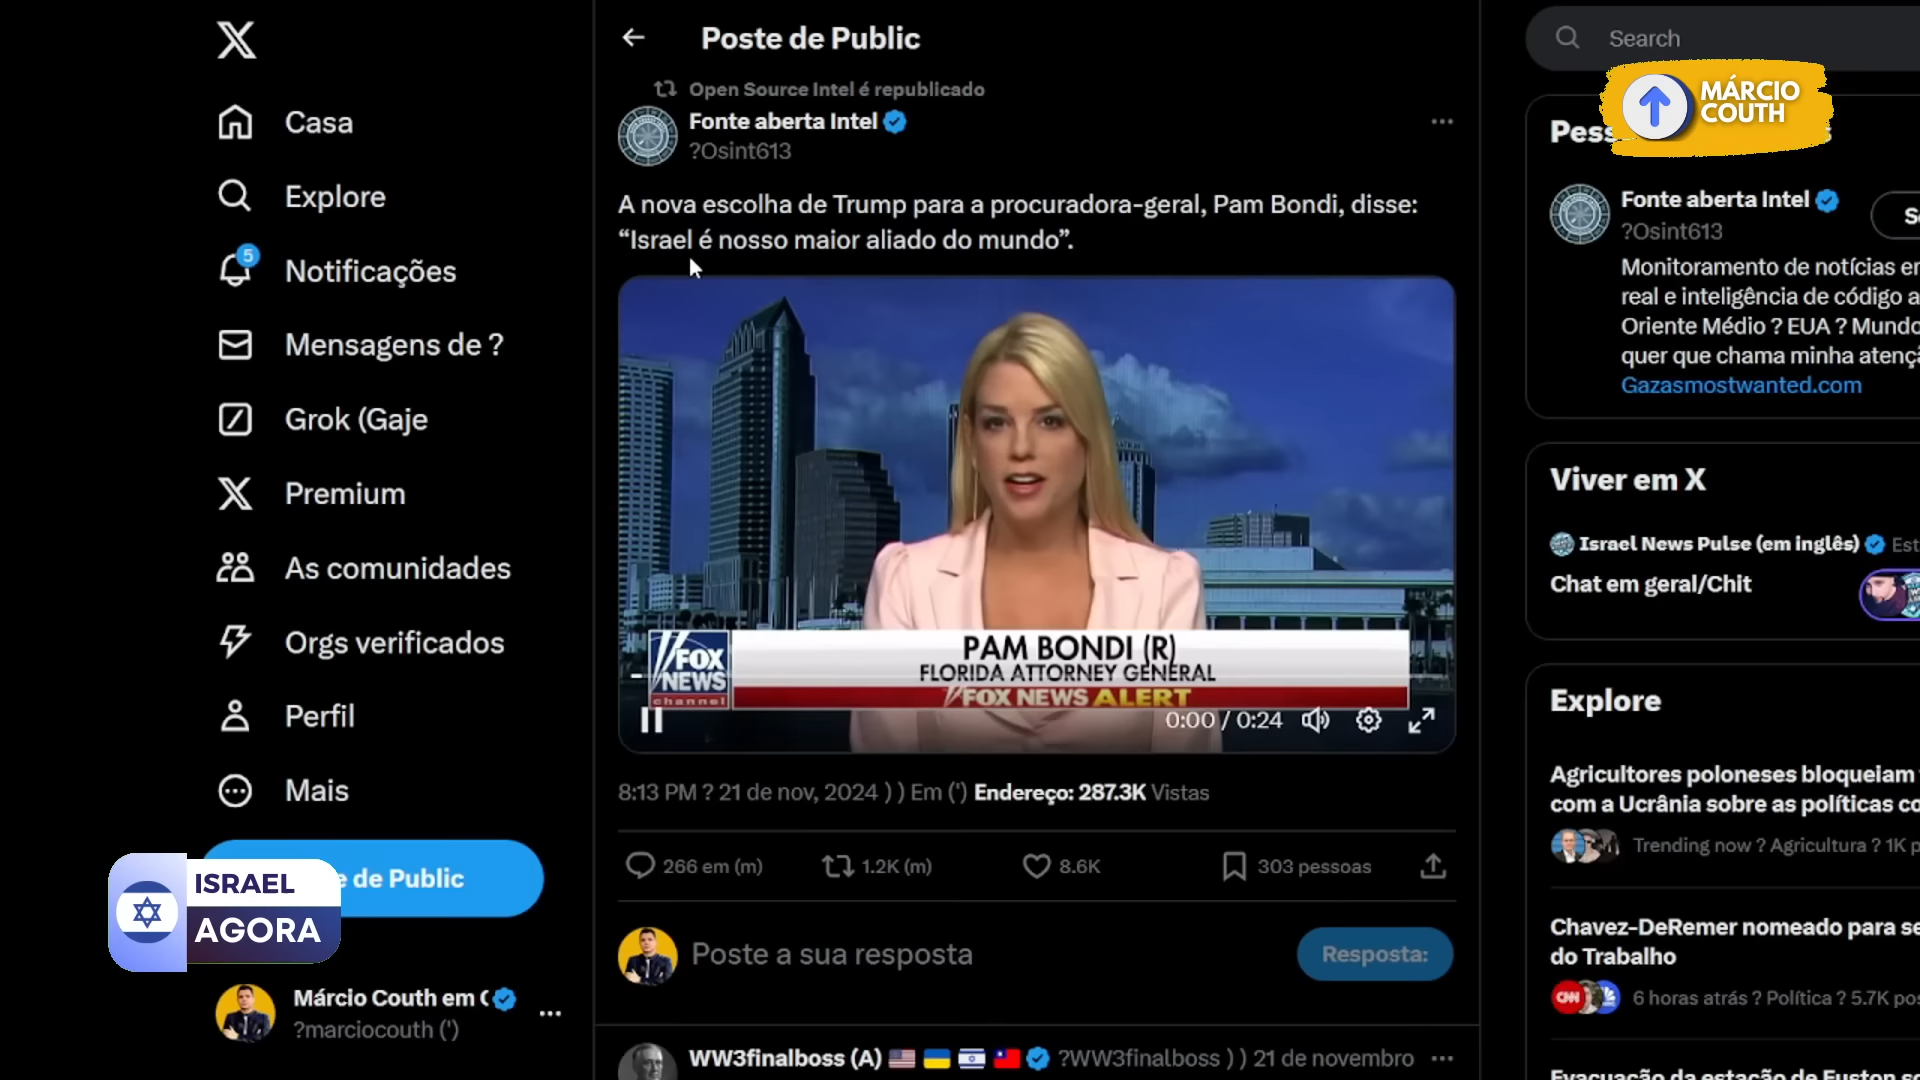 Casa
Explore
5
Notificações
Mensagens de ?
Grok (Gaje
Premium
As comunidades
Orgs verificados
Perfil
Mais
e de Public
ISRAEL
AGORA
Márcio Couth em
?marciocouth (')
Poste de Public
Open Source Intel é republicado
Fonte aberta Intel
?Osint613
A nova escolha de Trump para a procuradora-geral, Pam Bondi, disse:
“Israel é nosso maior aliado do mundo”.
FOX
NEWS
channel
PAM BONDI (R)
FLORIDA ATTORNEY GENERAL
FOX NEWS ALERT
0:00 / 0:24
8:13 PM ? 21 de nov, 2024 ) ) Em (') Endereço: 287.3K Vistas
266 em (m)
1.2K (m)
8.6K
303 pessoas
Poste a sua resposta
Resposta:
WW3finalboss (A)
?WW3finalboss ) ) 21 de novembro
Search
MÁRCIO
COUTH
Fonte aberta Intel
?Osint613
Monitoramento de notícias
real e inteligência de código
Oriente Médio ? EUA ? Mundo
quer que chama minha
Gazasmostwanted.com
Viver em X
Israel News Pulse (em inglês)
Chat em geral/Chit
Explore
Agricultores poloneses bloqueiam
com a Ucrânia sobre as políticas
Trending now ? Agricultura ? 1K
Chavez-DeRemer nomeado para
do Trabalho
CNN
6 horas atrás ? Política ? 5.7K
Evacuação da estação de Euston